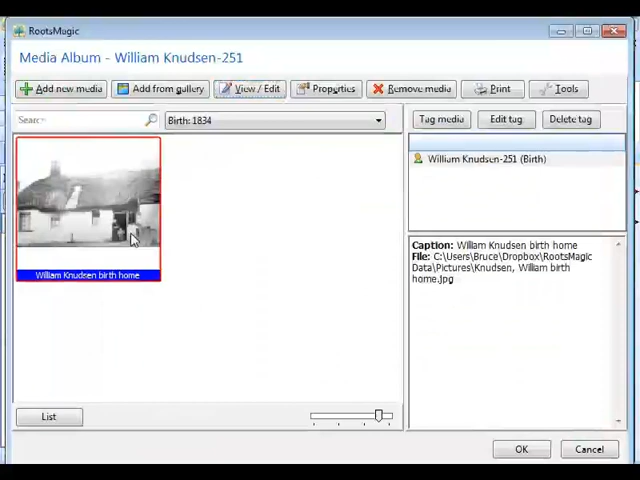 RootsMagic
Media Album - William Knudsen-251
Add new media
Add from gallery
View / Edit
Properties
Remove media
Print
Tools
Search
Birth: 1834
Tag media
Edit tag
Delete tag
William Knudsen-251 (Birth)
William Knudsen birth home
Caption: William Knudsen birth home
File: C:\Users\Bruce\Dropbox\RootsMagic
Data\Pictures\Knudsen, William birth
home.jpg
List
OK
Cancel